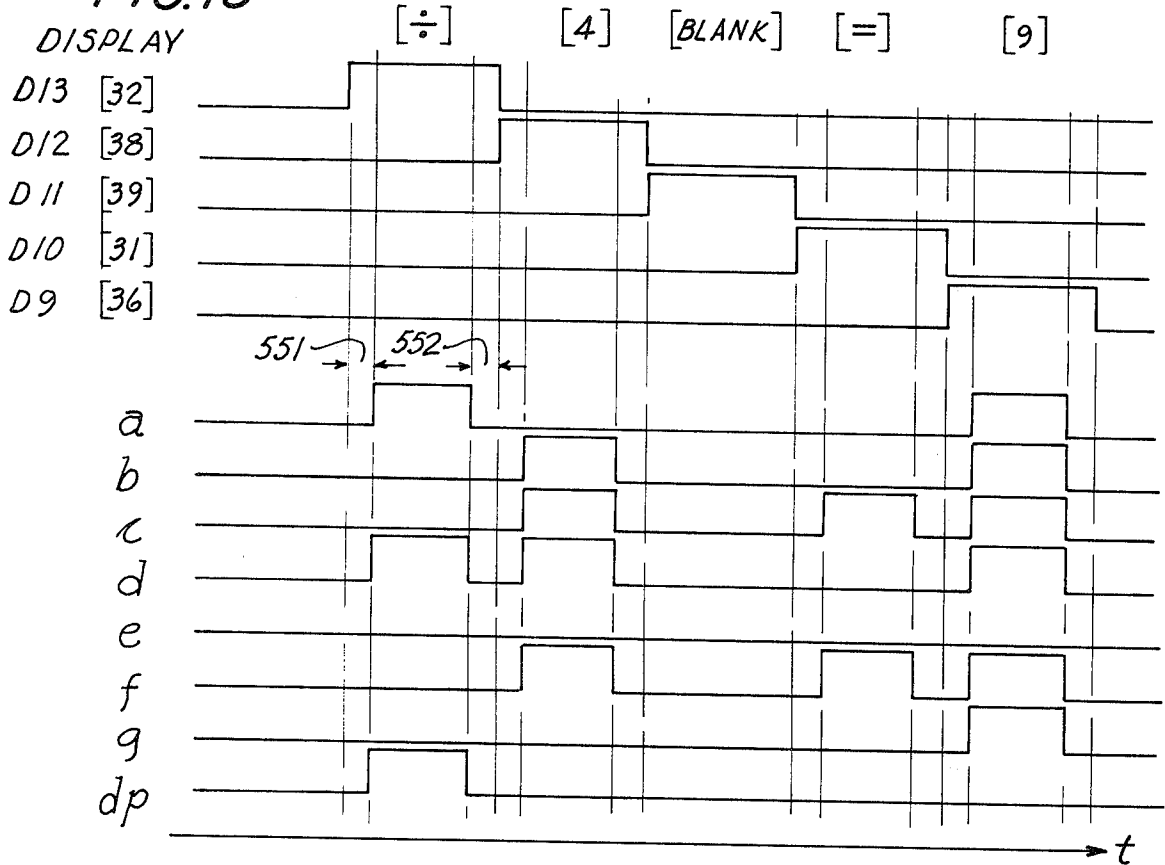 [÷] [4] [BLANK] [=] [9]
DISPLAY
D13 [32]
D12 [38]
D11 [39]
D10 [31]
D9 [36]
551 552
a
b
c
d
e
f
g
dp
t